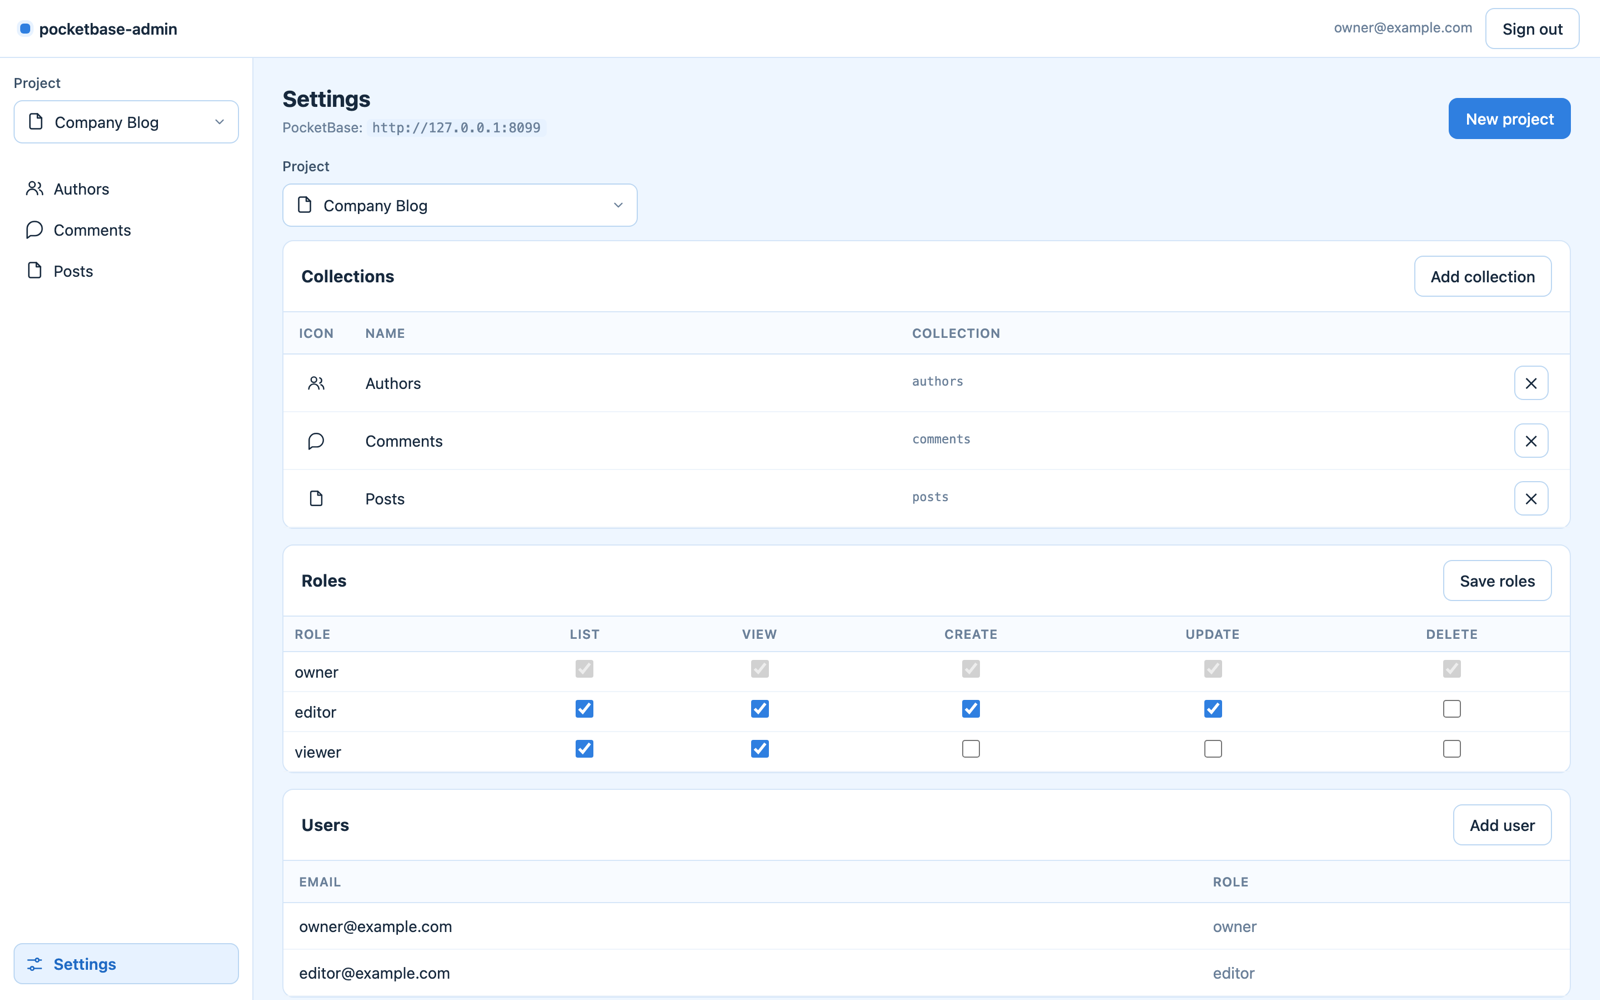 pocketbase-admin
owner@example.com
Sign out
Project
Company Blog
Authors
Comments
Posts
Settings
Settings
PocketBase: http://127.0.0.1:8099
New project
Project
Company Blog
Collections
Add collection
ICON NAME COLLECTION
Authors authors
Comments comments
Posts posts
Roles
Save roles
ROLE LIST VIEW CREATE UPDATE DELETE
owner
editor
viewer
Users
Add user
EMAIL ROLE
owner@example.com owner
editor@example.com editor